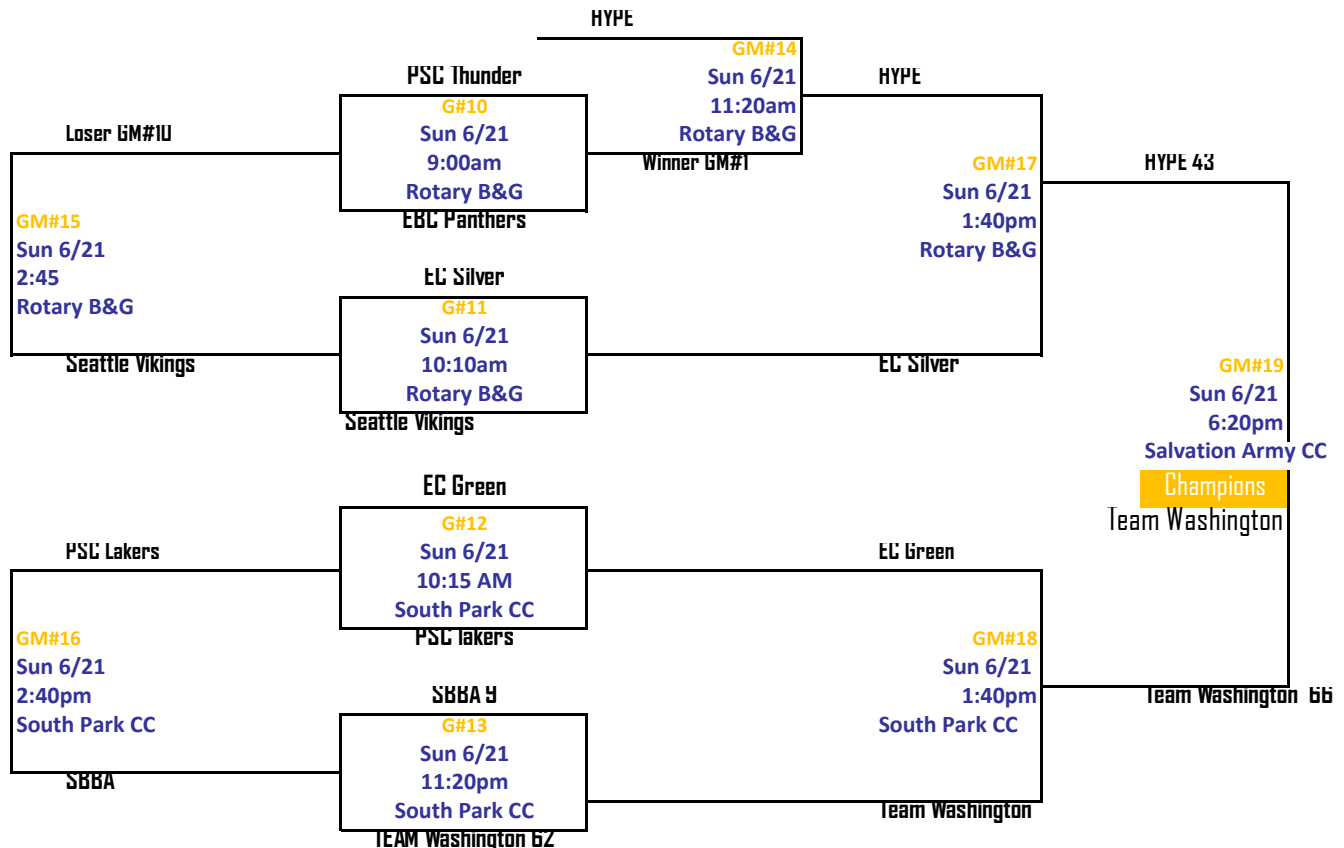 HYPE
GM#14
Sun 6/21
11:20am
Rotary B&G
Winner GM#1
PSC Thunder
G#10
Sun 6/21
9:00am
Rotary B&G
EBC Panthers
HYPE
Loser GM#10
GM#15
Sun 6/21
2:45
Rotary B&G
Seattle Vikings
EC Silver
G#11
Sun 6/21
10:10am
Rotary B&G
Seattle Vikings
GM#17
Sun 6/21
1:40pm
Rotary B&G
EC Silver
HYPE 43
GM#19
Sun 6/21
6:20pm
Salvation Army CC
Champions
Team Washington
EC Green
G#12
Sun 6/21
10:15 AM
South Park CC
PSC lakers
PSC Lakers
GM#16
Sun 6/21
2:40pm
South Park CC
SBBA
SBBA 9
G#13
Sun 6/21
11:20pm
South Park CC
TEAM Washington 62
EC Green
GM#18
Sun 6/21
1:40pm
South Park CC
Team Washington
Team Washington 66